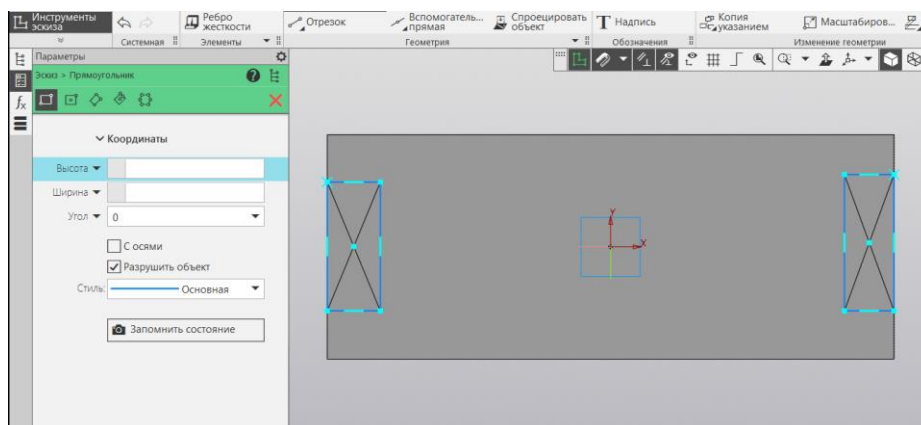 Инструменты эскиза
Ребро жесткости
Отрезок
Вспомогатель... прямая
Спроецировать объект
Надпись
Копия указанием
Масштабиров...
Системная
Элементы
Геометрия
Обозначения
Изменение геометрии
Параметры
Эскиз > Прямоугольник
Координаты
Высота
Ширина
Угол 0
С осями
Разрушить объект
Стиль: Основная
Запомнить состояние
Y
X